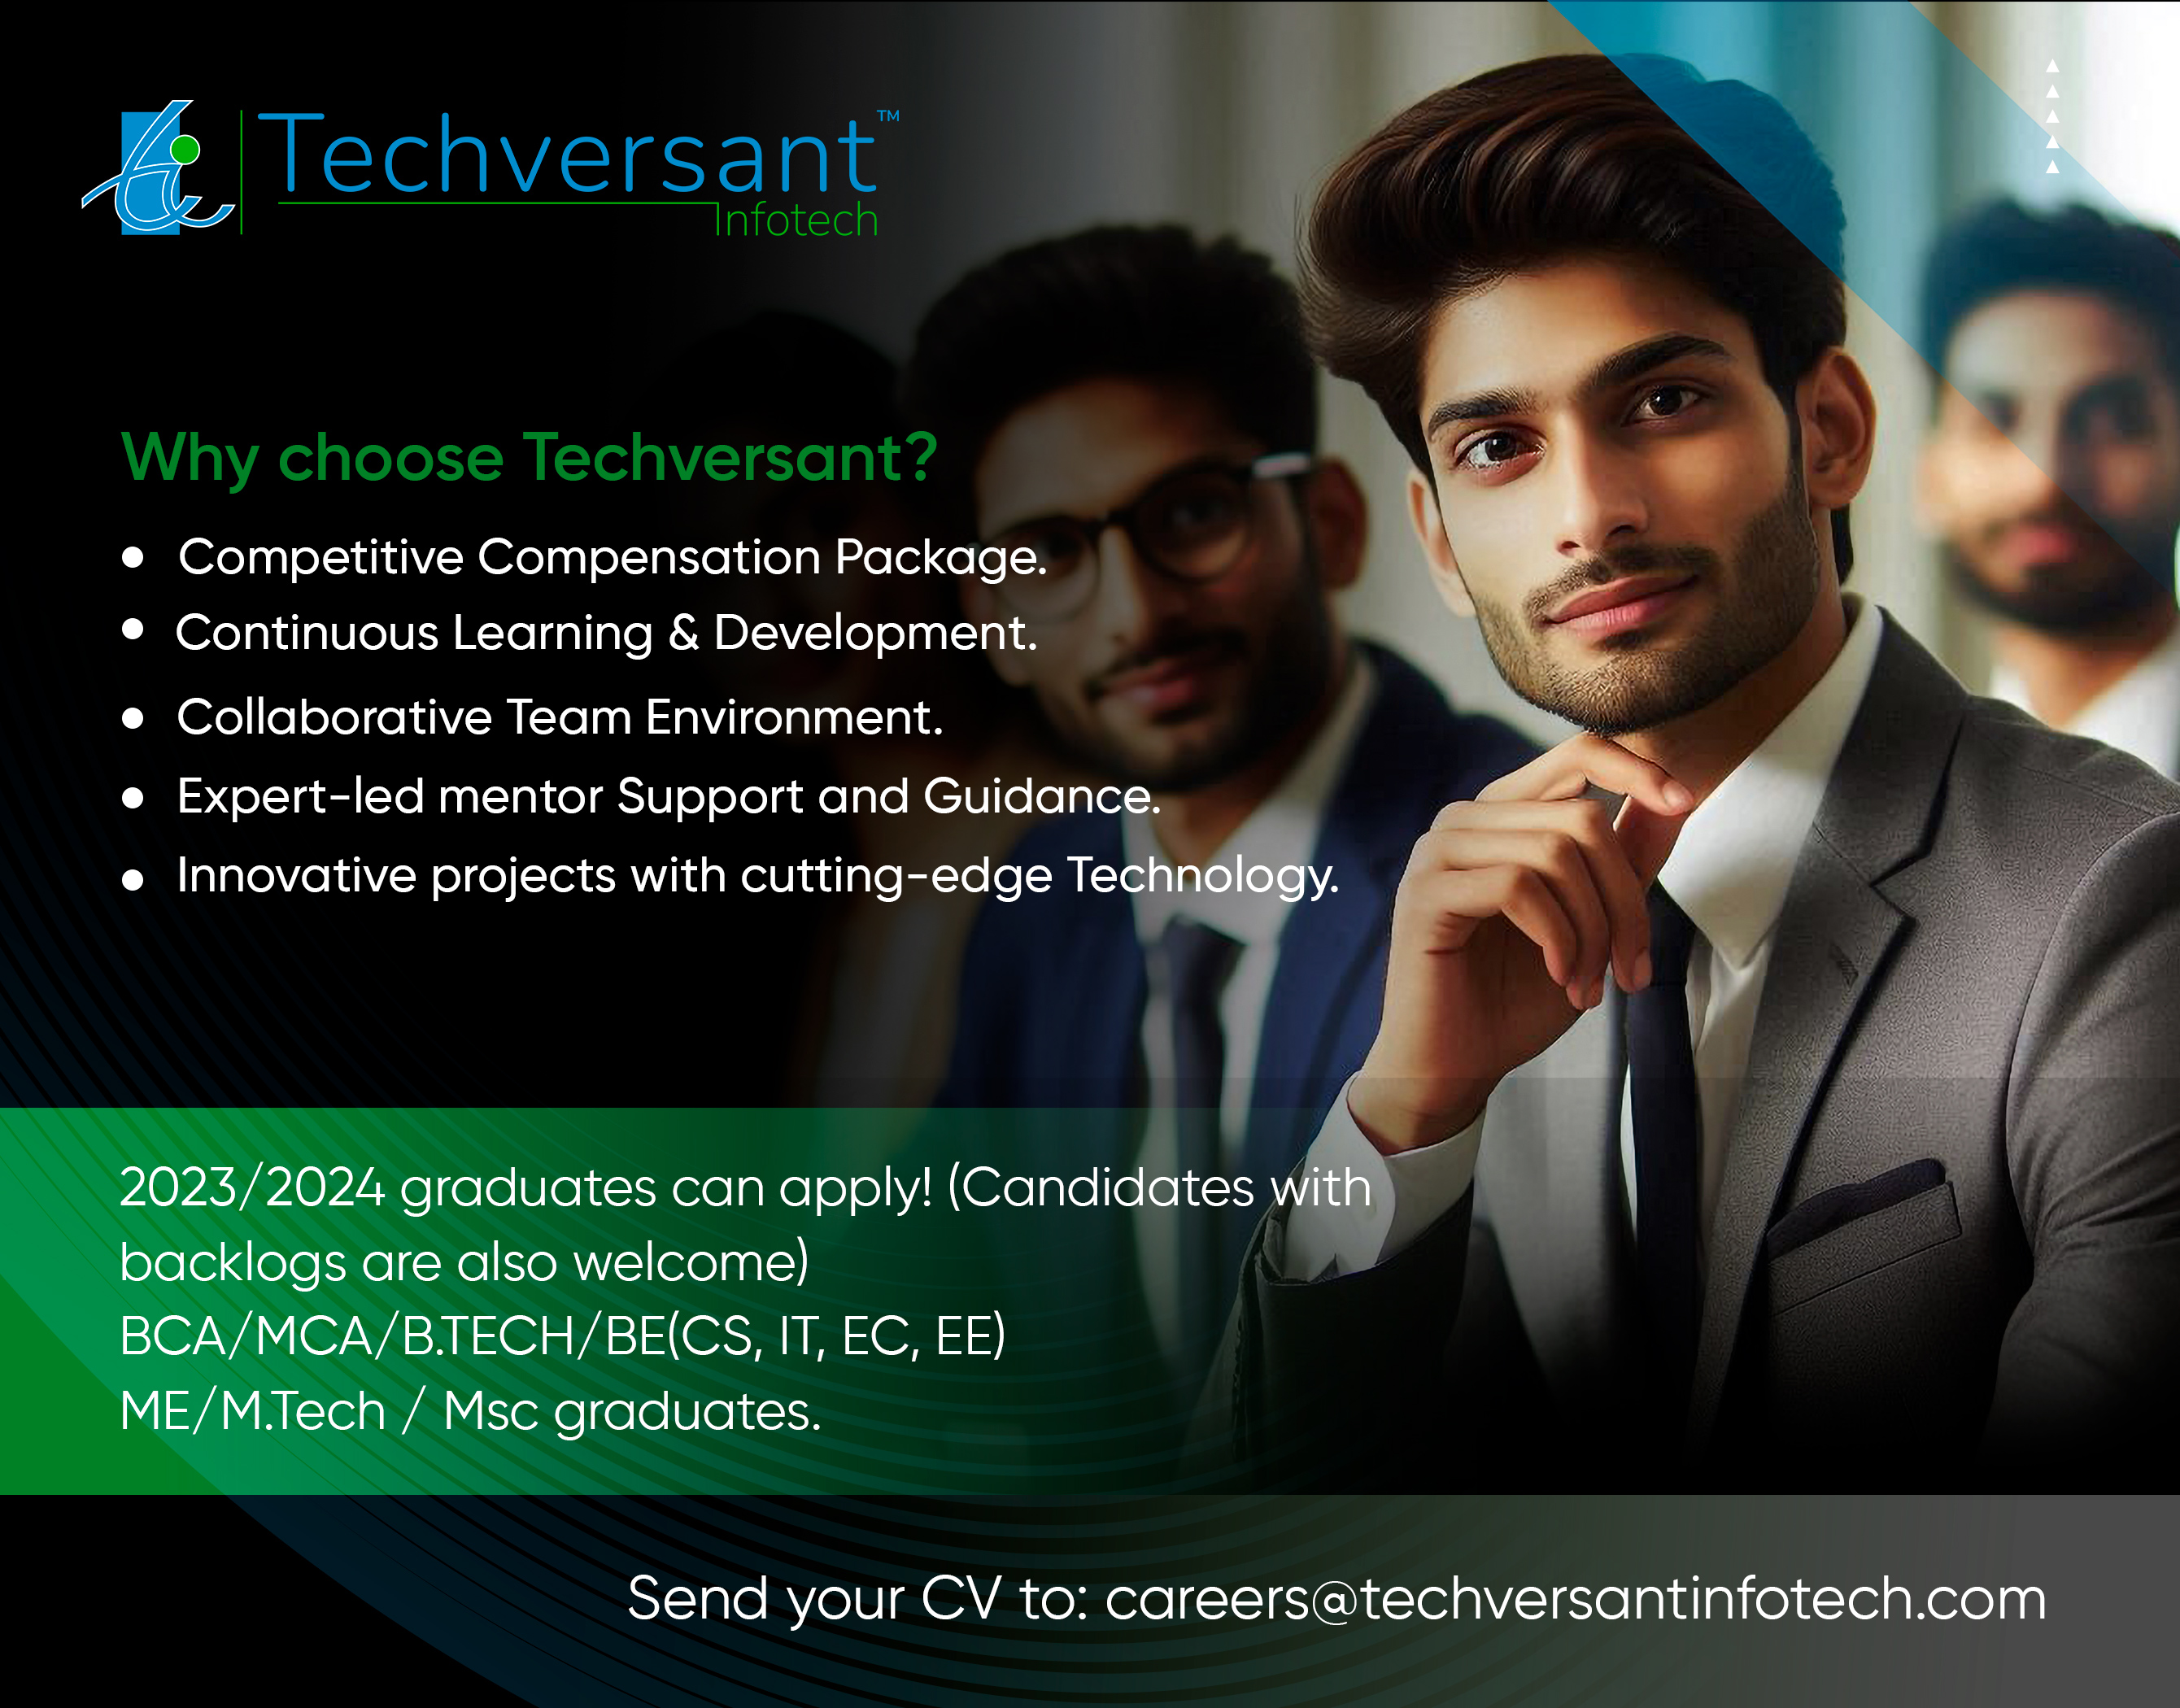 Techversant™
Infotech
Why choose Techversant?
● Competitive Compensation Package.
● Continuous Learning & Development.
● Collaborative Team Environment.
● Expert-led mentor Support and Guidance.
● Innovative projects with cutting-edge Technology.
2023/2024 graduates can apply! (Candidates with
backlogs are also welcome)
BCA/MCA/B.TECH/BE(CS, IT, EC, EE)
ME/M.Tech / Msc graduates.
Send your CV to: careers@techversantinfotech.com